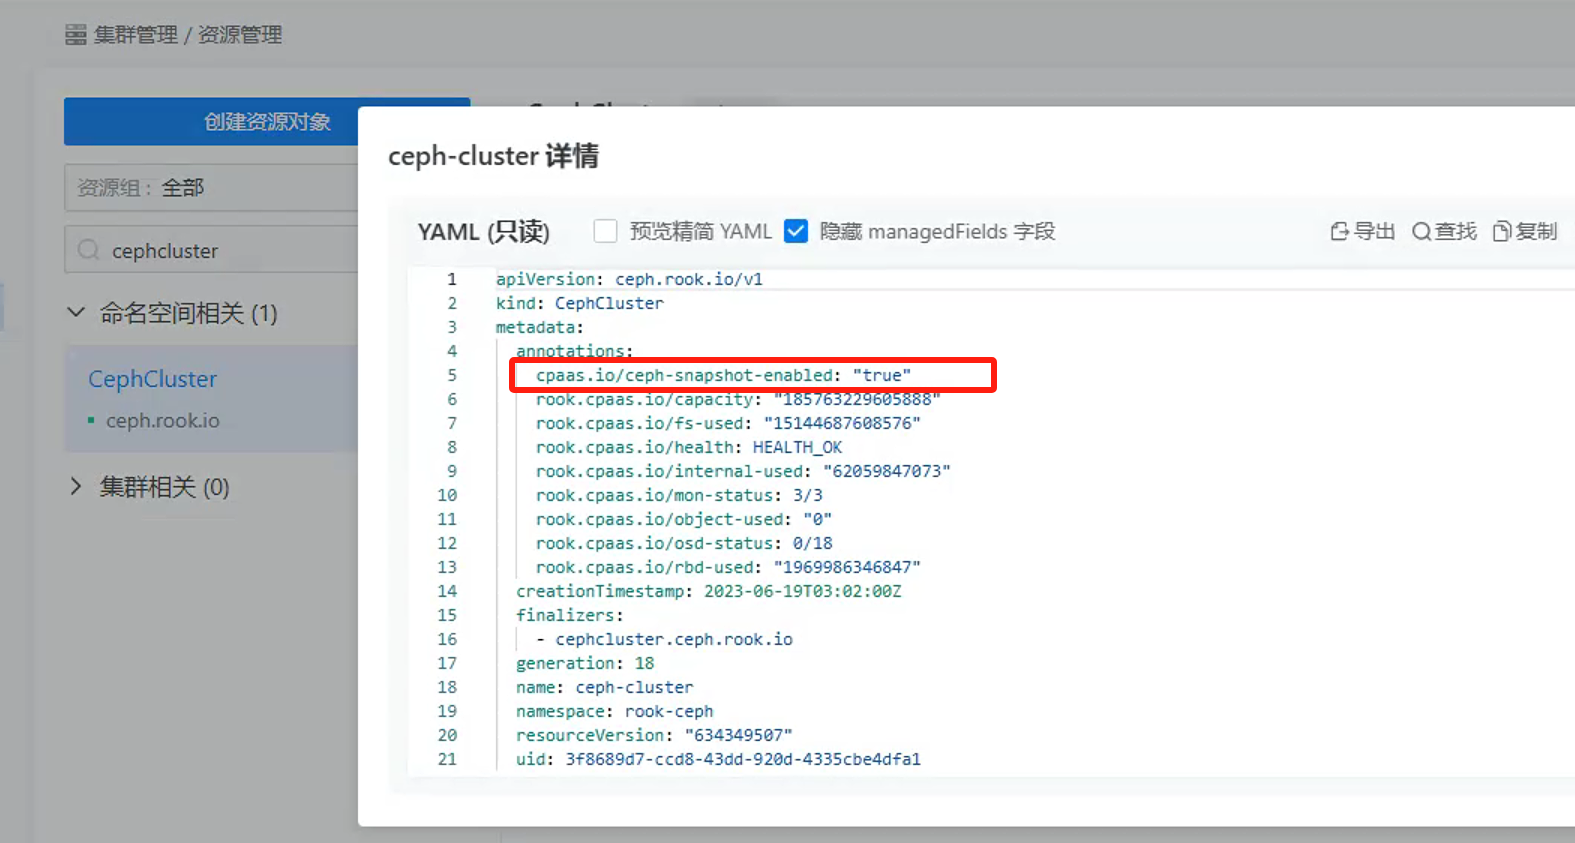 集群管理 / 资源管理
创建资源对象
资源组： 全部
cephcluster
命名空间相关 (1)
CephCluster
ceph.rook.io
集群相关 (0)
ceph-cluster 详情
YAML (只读) 预览精简 YAML 隐藏 managedFields 字段 导出 查找 复制
1 apiVersion: ceph.rook.io/v1
2 kind: CephCluster
3 metadata:
4 annotations:
5 cpaas.io/ceph-snapshot-enabled: "true"
6 rook.cpaas.io/capacity: "185763229605888"
7 rook.cpaas.io/fs-used: "15144687608576"
8 rook.cpaas.io/health: HEALTH_OK
9 rook.cpaas.io/internal-used: "62059847073"
10 rook.cpaas.io/mon-status: 3/3
11 rook.cpaas.io/object-used: "0"
12 rook.cpaas.io/osd-status: 0/18
13 rook.cpaas.io/rbd-used: "1969986346847"
14 creationTimestamp: 2023-06-19T03:02:00Z
15 finalizers:
16 - cephcluster.ceph.rook.io
17 generation: 18
18 name: ceph-cluster
19 namespace: rook-ceph
20 resourceVersion: "634349507"
21 uid: 3f8689d7-ccd8-43dd-920d-4335cbe4dfa1